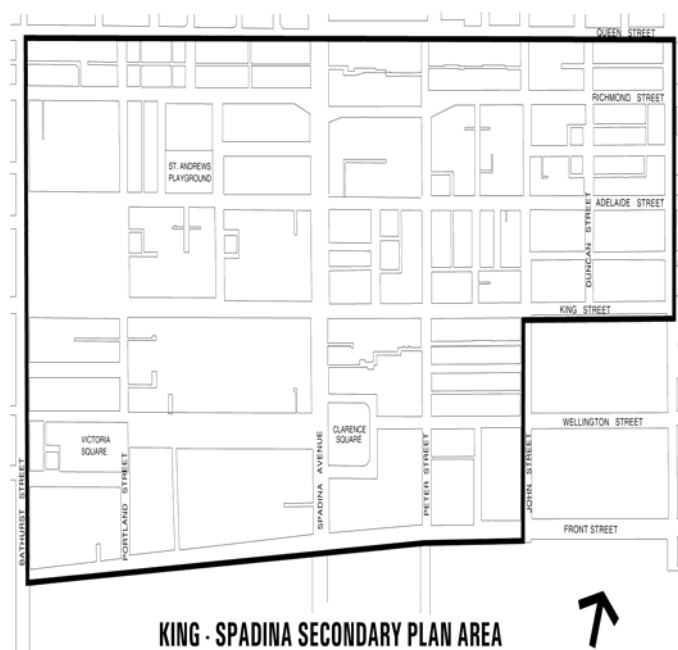 QUEEN STREET
RICHMOND STREET
ST. ANDREWS
PLAYGROUND
ADELAIDE STREET
DUNCAN STREET
KING STREET
WELLINGTON STREET
CLARENCE
SQUARE
VICTORIA
SQUARE
BATHURST STREET
PORTLAND STREET
SPADINA AVENUE
PETER STREET
JOHN STREET
FRONT STREET
KING - SPADINA SECONDARY PLAN AREA